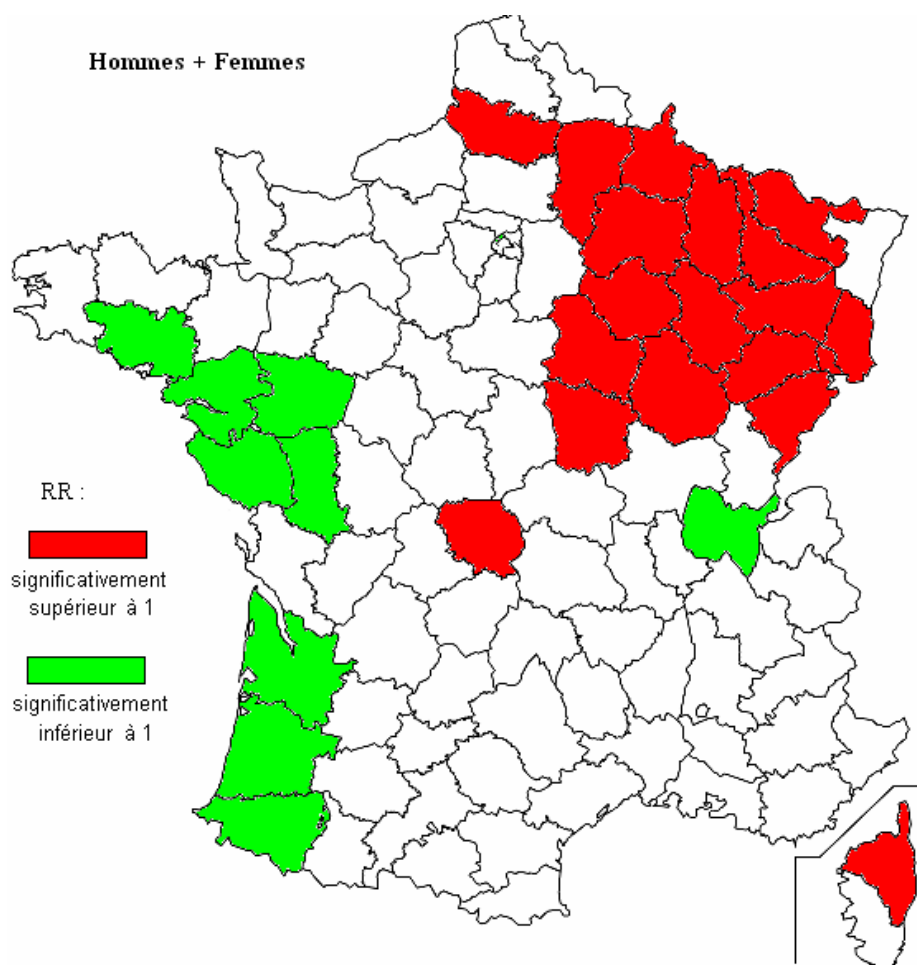 Hommes + Femmes
RR :
significativement
supérieur à 1
significativement
inférieur à 1